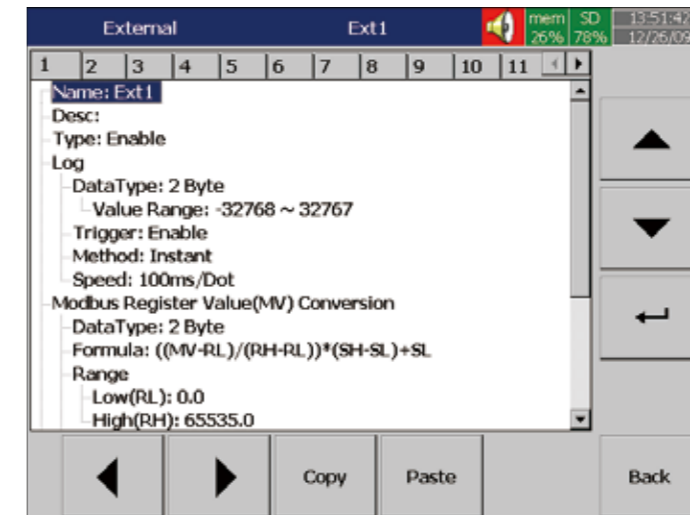 External Ext1 mem SD 13:51:42
26% 78% 12/26/09
1 2 3 4 5 6 7 8 9 10 11
Name: Ext1
Desc:
Type: Enable
Log
DataType: 2 Byte
Value Range: -32768 ~ 32767
Trigger: Enable
Method: Instant
Speed: 100ms/Dot
Modbus Register Value(MV) Conversion
DataType: 2 Byte
Formula: ((MV-RL)/(RH-RL))*(SH-SL)+SL
Range
Low(RL): 0.0
High(RH): 65535.0
Copy Paste Back